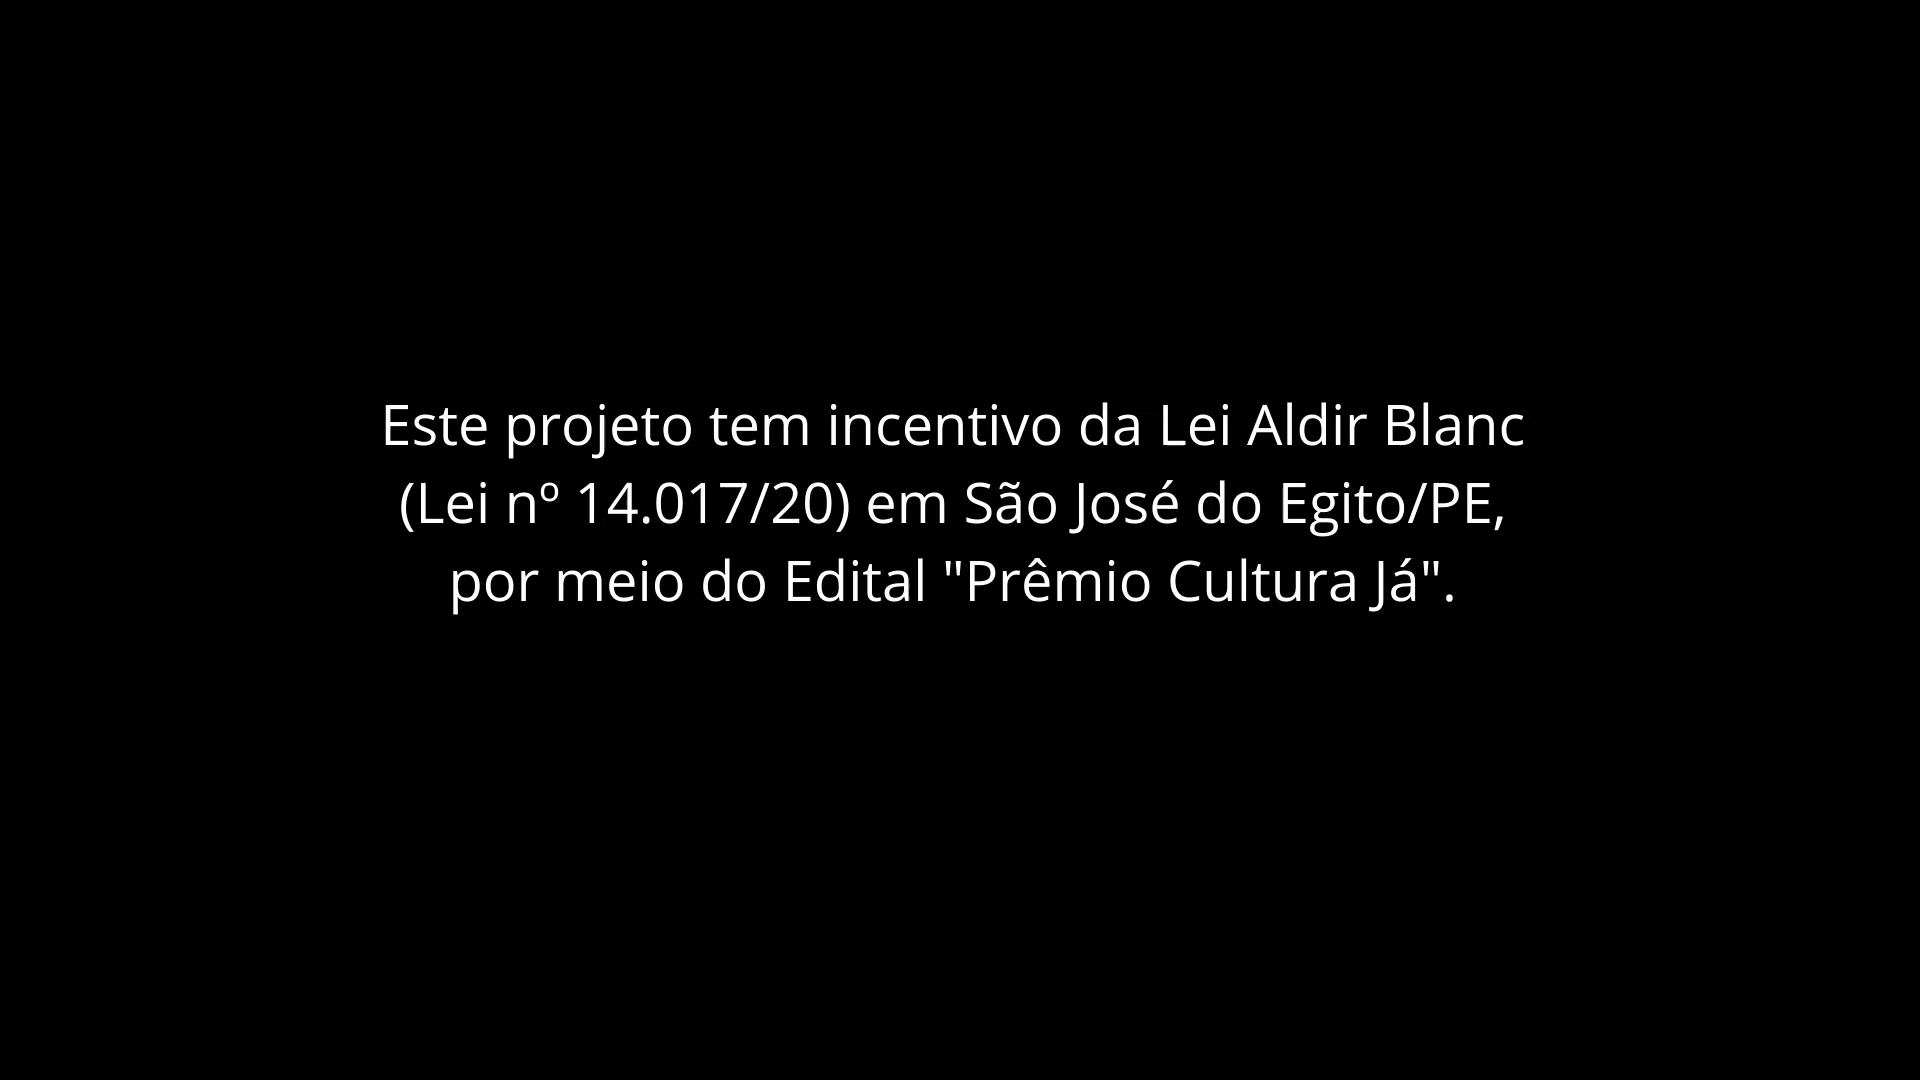 Este projeto tem incentivo da Lei Aldir Blanc
(Lei nº 14.017/20) em São José do Egito/PE,
por meio do Edital "Prêmio Cultura Já".